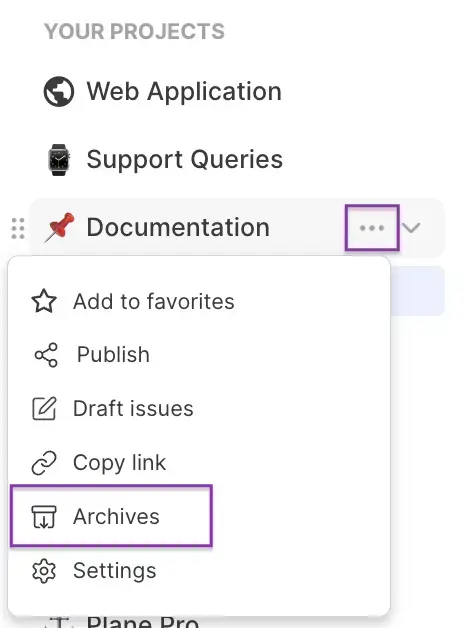 YOUR PROJECTS
Web Application
Support Queries
Documentation
Add to favorites
Publish
Draft issues
Copy link
Archives
Settings
Plane Pro